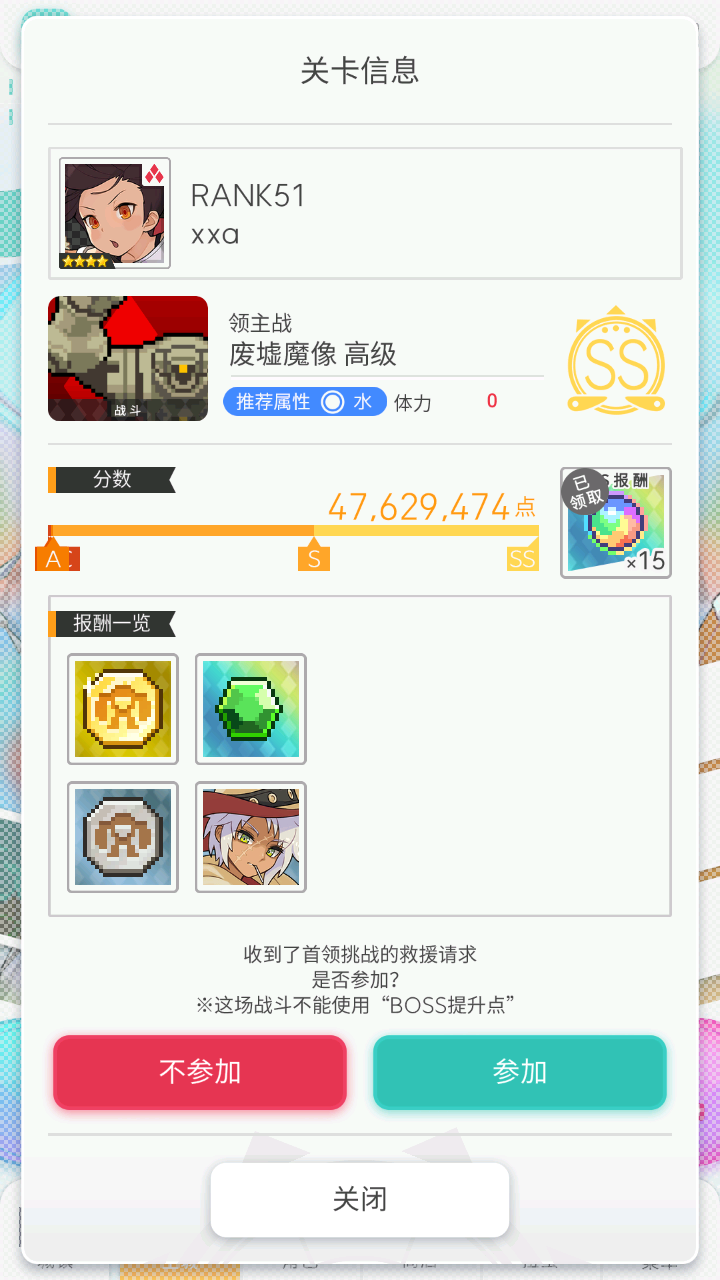 关卡信息
RANK51
xxa
领主战
废墟魔像 高级
战斗
推荐属性 水 体力 0
SS
分数
47,629,474点
已领取
S报酬
×15
A
S
SS
报酬一览
收到了首领挑战的救援请求
是否参加?
※这场战斗不能使用“BOSS提升点”
不参加
参加
关闭